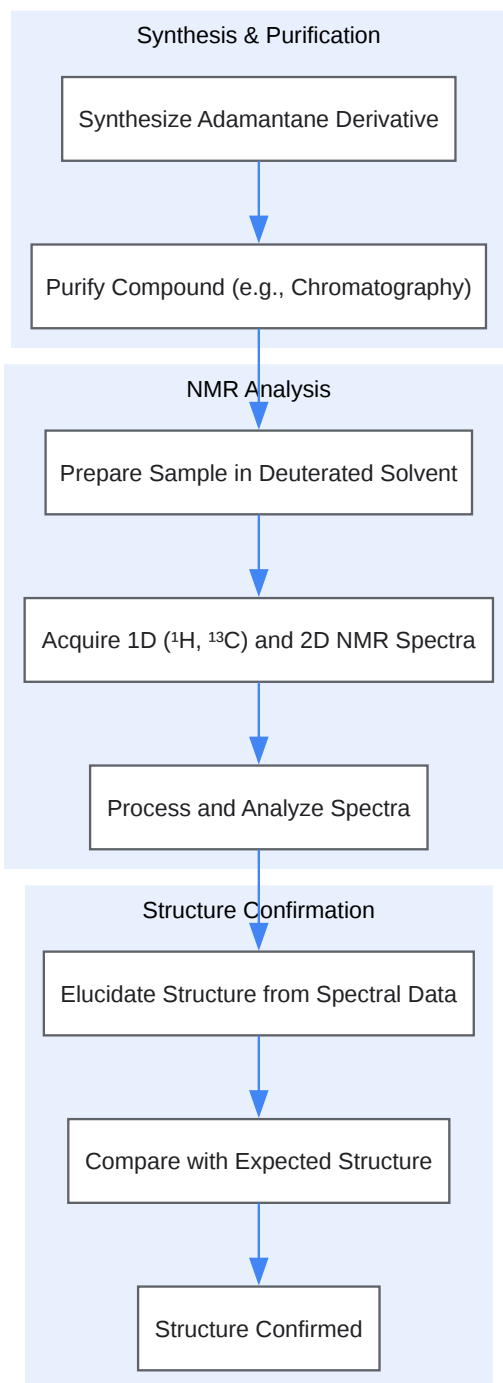 Synthesis & Purification
Synthesize Adamantane Derivative
Purify Compound (e.g., Chromatography)
NMR Analysis
Prepare Sample in Deuterated Solvent
Acquire 1D (¹H, ¹³C) and 2D NMR Spectra
Process and Analyze Spectra
Structure Confirmation
Elucidate Structure from Spectral Data
Compare with Expected Structure
Structure Confirmed